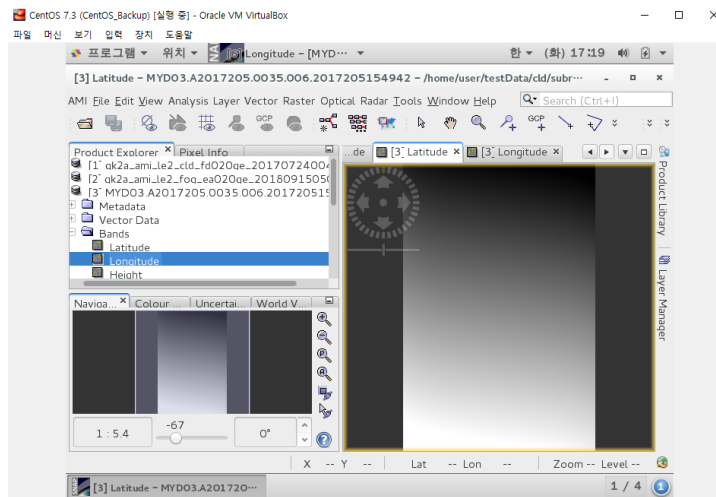 CentOS 7.3 (CentOS_Backup) [실행 중] - Oracle VM VirtualBox
파일 머신 보기 입력 장치 도움말
프로그램 위치 Longitude – [MYD··· 한 (화) 17:19
[3] Latitude – MYD03.A2017205.0035.006.2017205154942 – /home/user/testData/cld/subr···
AMI File Edit View Analysis Layer Vector Raster Optical Radar Tools Window Help Search (Ctrl+I)
GCP GCP
Product Explorer Pixel Info
...de [3] Latitude [3] Longitude
[1] gk2a_ami_le2_cld_fd020ge_2017072400
[2] gk2a_ami_le2_fog_ea020ge_2018091505
[3] MYD03.A2017205.0035.006.201720515
Metadata
Vector Data
Bands
Latitude
Longitude
Height
Product Library
Layer Manager
Naviga... Colour ... Uncertai... World V...
1 : 5.4 -67 0°
X -- Y -- Lat -- Lon -- Zoom -- Level --
[3] Latitude – MYD03.A201720··· 1 / 4 1